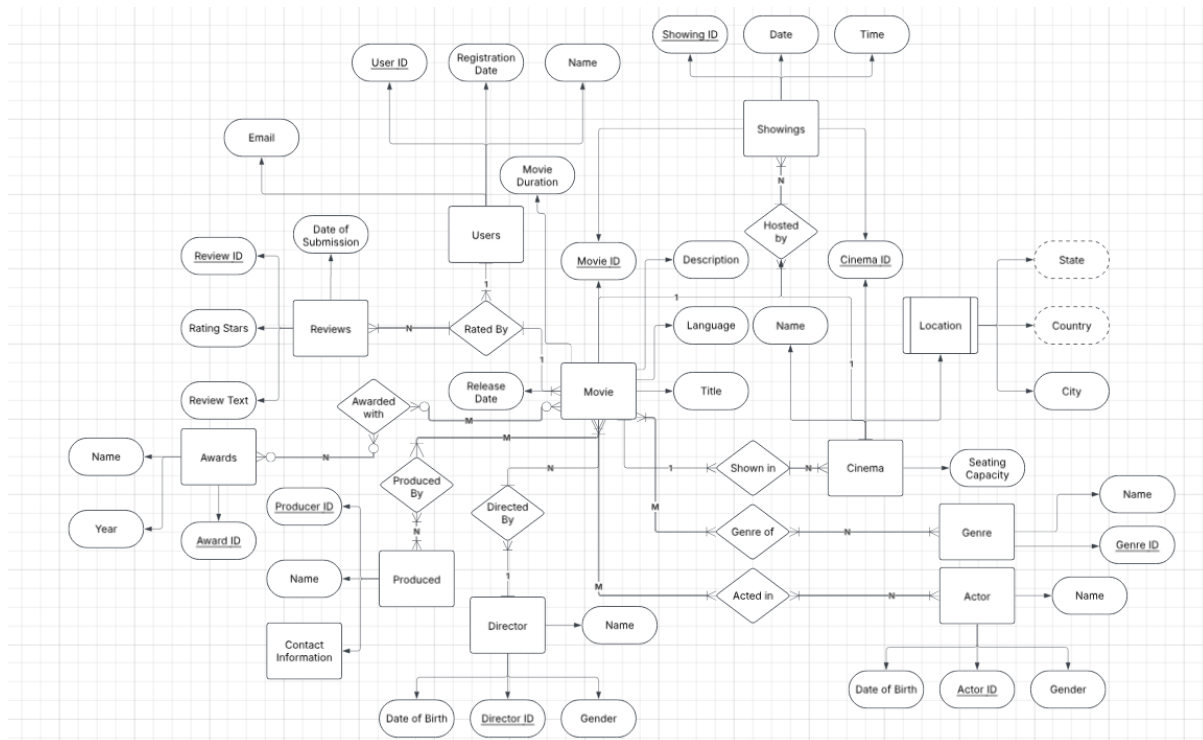 Showing ID
Date
Time
User ID
Registration
Date
Name
Showings
Email
Movie
Duration
N
Date of
Submission
Users
Hosted
by
Review ID
Movie ID
Description
Cinema ID
State
1
1
Rating Stars
Reviews
N
Rated By
Language
Name
Location
Country
1
1
Release
Date
Movie
Title
City
Review Text
Awarded
with
M
M
Name
Awards
N
Produced
By
N
1
Shown in
N
Cinema
Seating
Capacity
Producer ID
Directed
By
M
Name
Year
Award ID
N
Genre of
N
Genre
Genre ID
Name
Produced
1
M
Acted in
N
Actor
Name
Contact
Information
Director
Name
Date of Birth
Director ID
Gender
Date of Birth
Actor ID
Gender